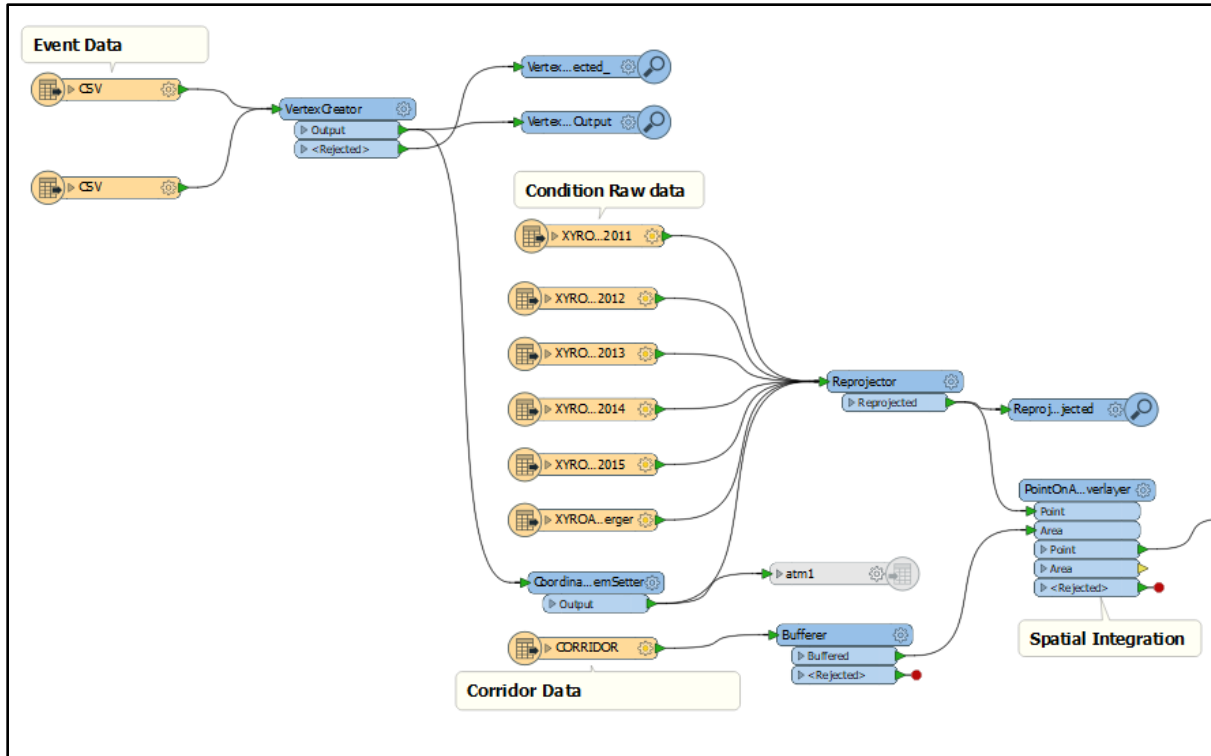 Event Data
CSV
CSV
VertexCreator
Output
<Rejected>
Vertex...ected_
Vertex...Output
Condition Raw data
XYRO...2011
XYRO...2012
XYRO...2013
XYRO...2014
XYRO...2015
XYROA...erger
Reprojector
Reprojected
Reproj...jected
PointOnA...verlayer
Point
Area
Point
Area
<Rejected>
Spatial Integration
Coordina...emSetter
Output
atm1
CORRIDOR
Corridor Data
Bufferer
Buffered
<Rejected>